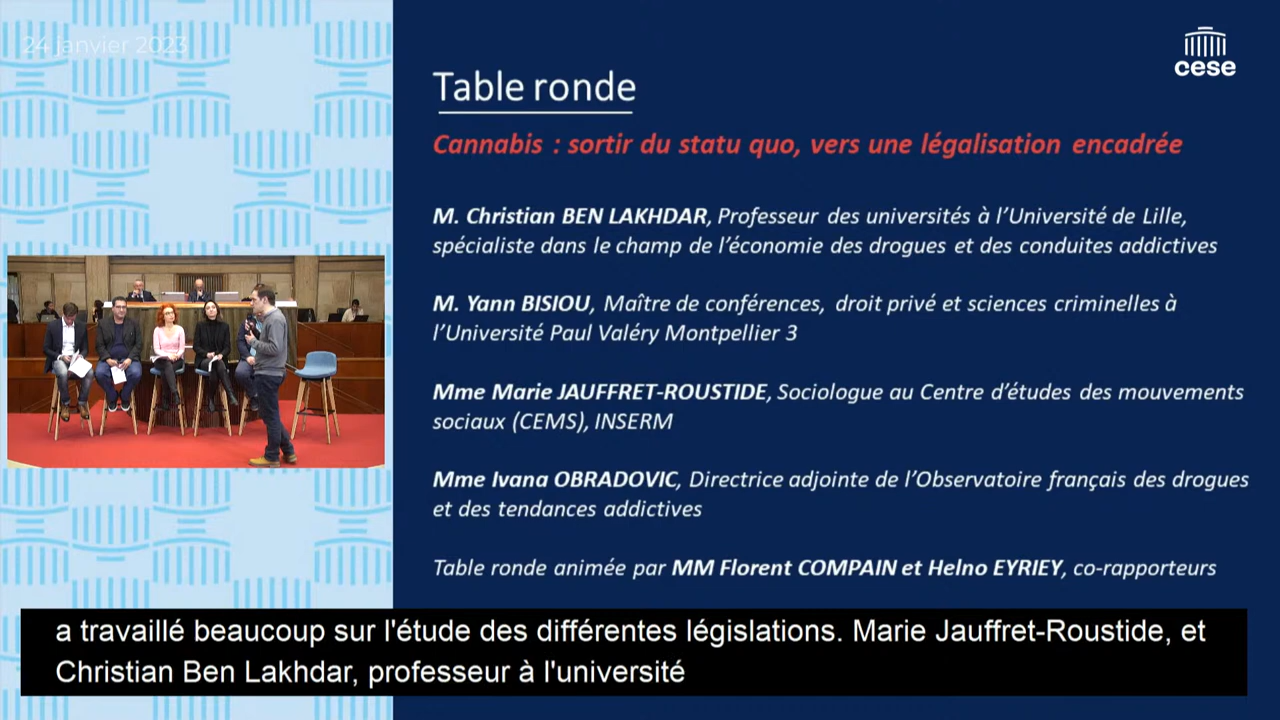 24 janvier 2023
cese
Table ronde
Cannabis : sortir du statu quo, vers une légalisation encadrée
M. Christian BEN LAKHDAR, Professeur des universités à l'Université de Lille,
spécialiste dans le champ de l'économie des drogues et des conduites addictives
M. Yann BISIOU, Maître de conférences, droit privé et sciences criminelles à
l'Université Paul Valéry Montpellier 3
Mme Marie JAUFFRET-ROUSTIDE, Sociologue au Centre d'études des mouvements
sociaux (CEMS), INSERM
Mme Ivana OBRADOVIC, Directrice adjointe de l'Observatoire français des drogues
et des tendances addictives
Table ronde animée par MM Florent COMPAIN et Helno EYRIEY, co-rapporteurs
a travaillé beaucoup sur l'étude des différentes législations. Marie Jauffret-Roustide, et
Christian Ben Lakhdar, professeur à l'université